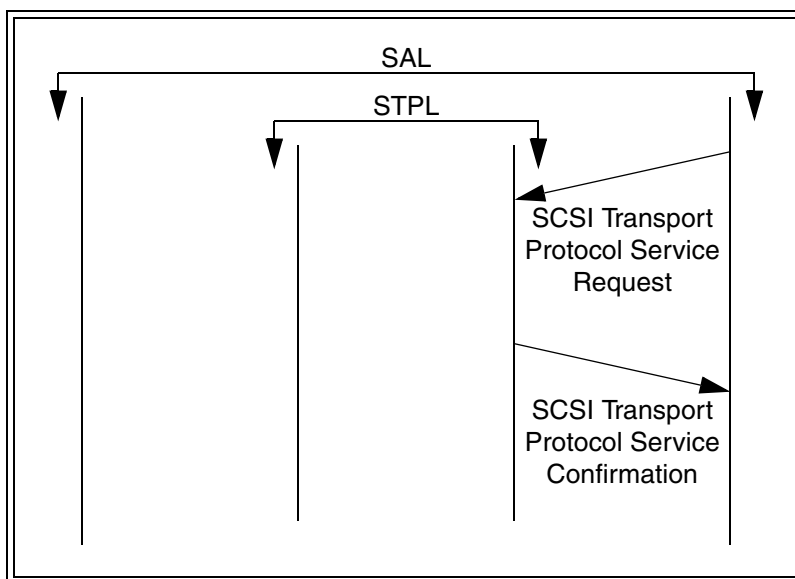 SAL
STPL
SCSI Transport
Protocol Service
Request
SCSI Transport
Protocol Service
Confirmation